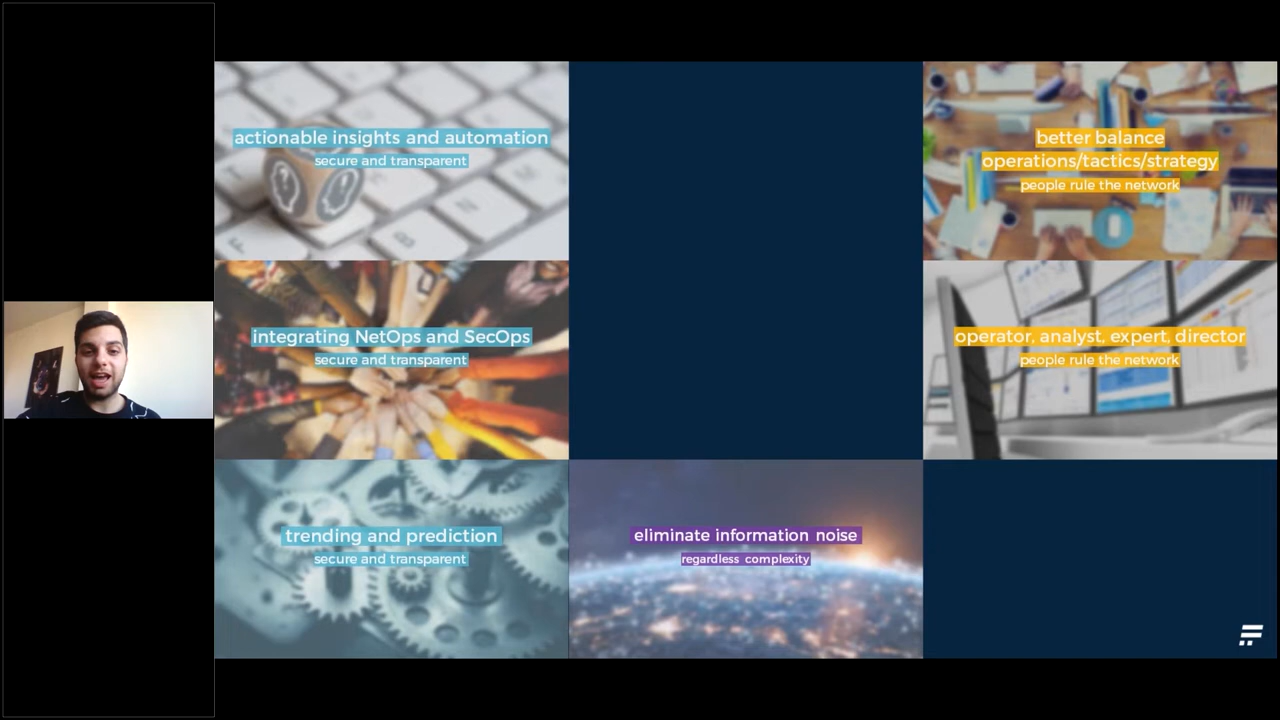 actionable insights and automation
secure and transparent
better balance
operations/tactics/strategy
people rule the network
integrating NetOps and SecOps
secure and transparent
operator, analyst, expert, director
people rule the network
trending and prediction
secure and transparent
eliminate information noise
regardless complexity